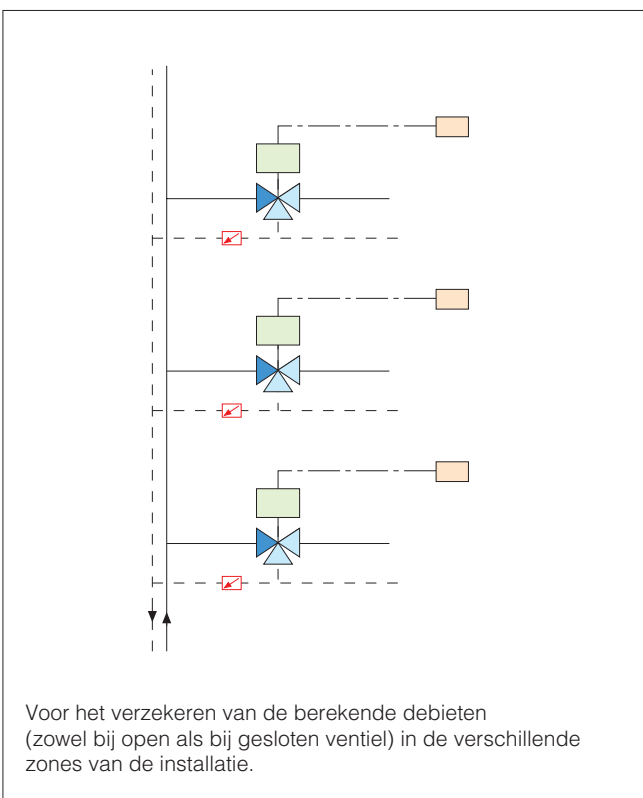 Voor het verzekeren van de berekende debieten
(zowel bij open als bij gesloten ventiel) in de verschillende
zones van de installatie.